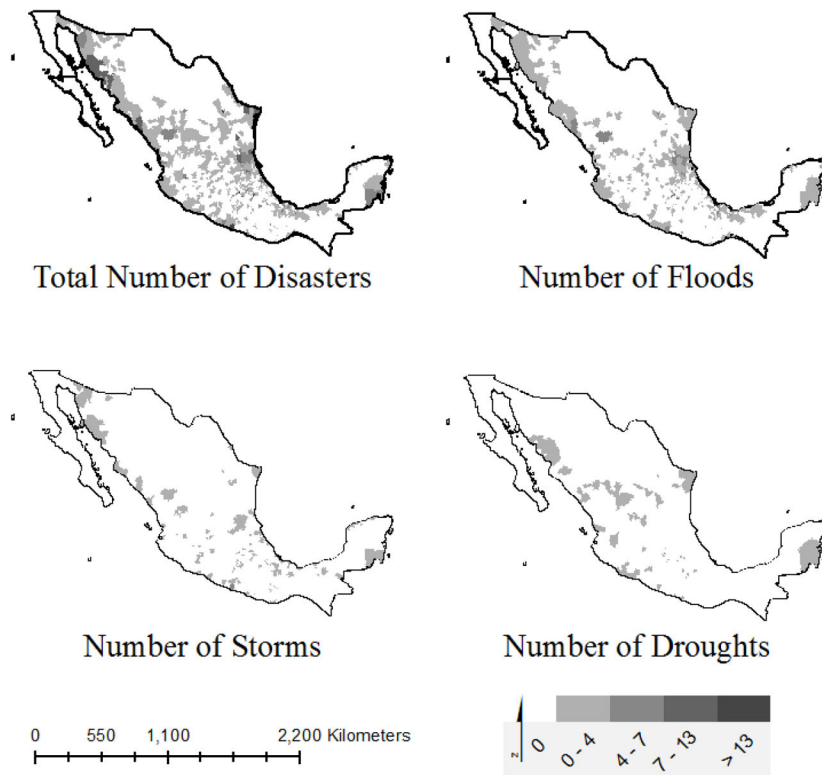 Total Number of Disasters
Number of Floods
Number of Storms
Number of Droughts
0 550 1,100 2,200 Kilometers
z
0
0 - 4
4 - 7
7 - 13
> 13